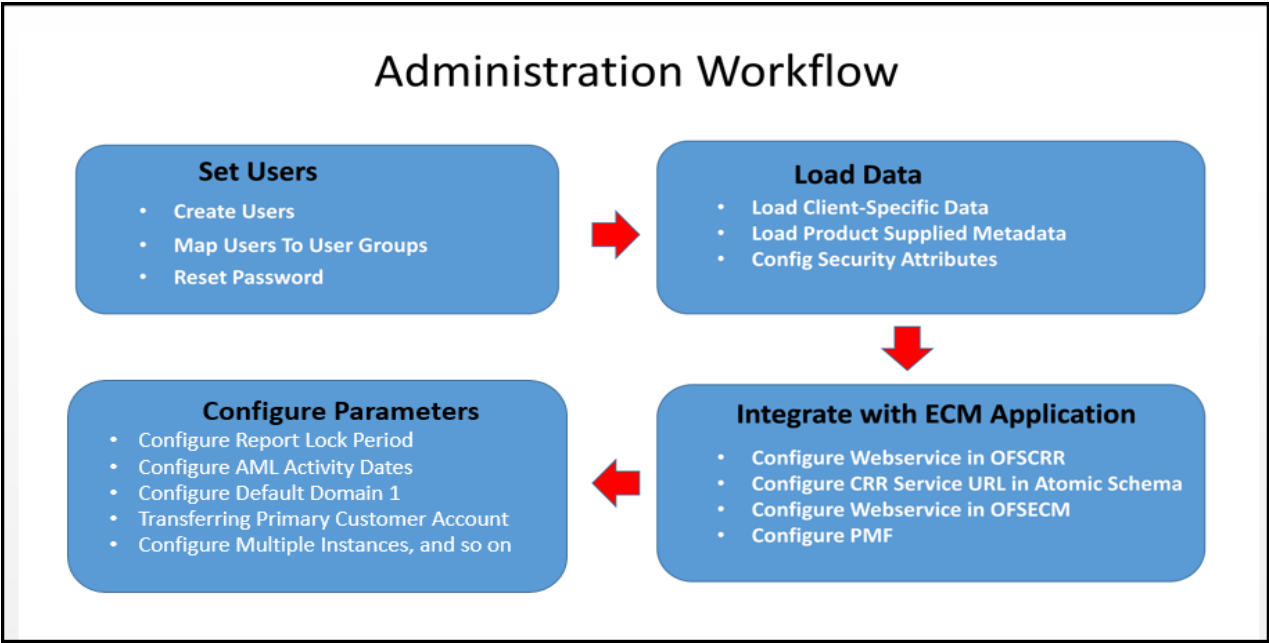 Administration Workflow
Set Users
• Create Users
• Map Users To User Groups
• Reset Password
Load Data
• Load Client-Specific Data
• Load Product Supplied Metadata
• Config Security Attributes
Integrate with ECM Application
• Configure Webservice in OFSCRR
• Configure CRR Service URL in Atomic Schema
• Configure Webservice in OFSECM
• Configure PMF
Configure Parameters
• Configure Report Lock Period
• Configure AML Activity Dates
• Configure Default Domain 1
• Transferring Primary Customer Account
• Configure Multiple Instances, and so on